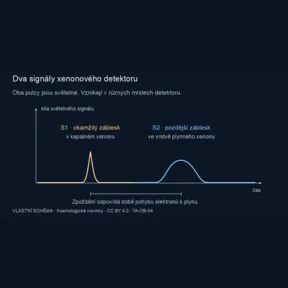 Dva signály xenonového detektoru
Oba pulzy jsou světelné. Vznikají v různých místech detektoru.
síla světelného signálu
S1 · okamžitý záblesk
v kapalném xenonu
S2 · pozdější záblesk
ve vrstvě plynného xenonu
čas
Zpoždění odpovídá době pohybu elektronů k plynu.
VLASTNÍ SCHÉMA · Kosmologické novinky · CC BY 4.0 · TA-CB-04